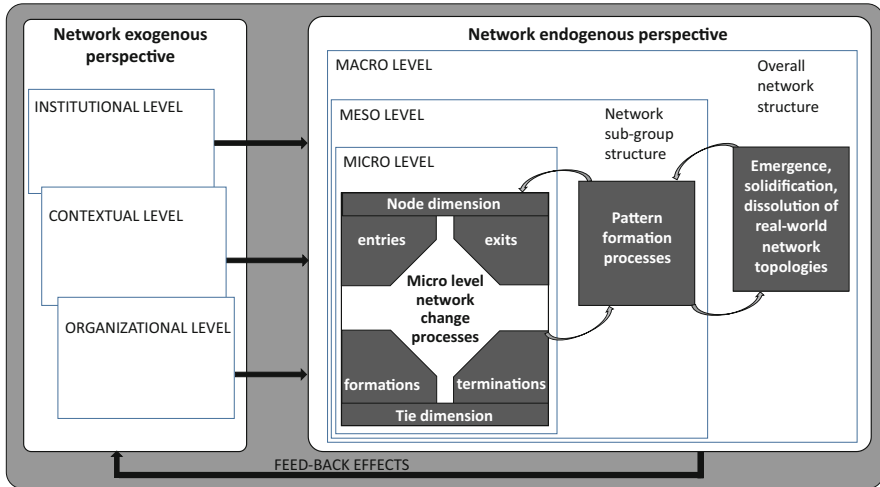 Network exogenous
perspective
INSTITUTIONAL LEVEL
CONTEXTUAL LEVEL
ORGANIZATIONAL LEVEL
Network endogenous perspective
MACRO LEVEL
Overall
network
structure
MESO LEVEL
Network
sub-group
structure
MICRO LEVEL
Node dimension
entries
exits
Micro level
network
change
processes
formations
terminations
Tie dimension
Pattern
formation
processes
Emergence,
solidification,
dissolution of
real-world
network
topologies
FEED-BACK EFFECTS